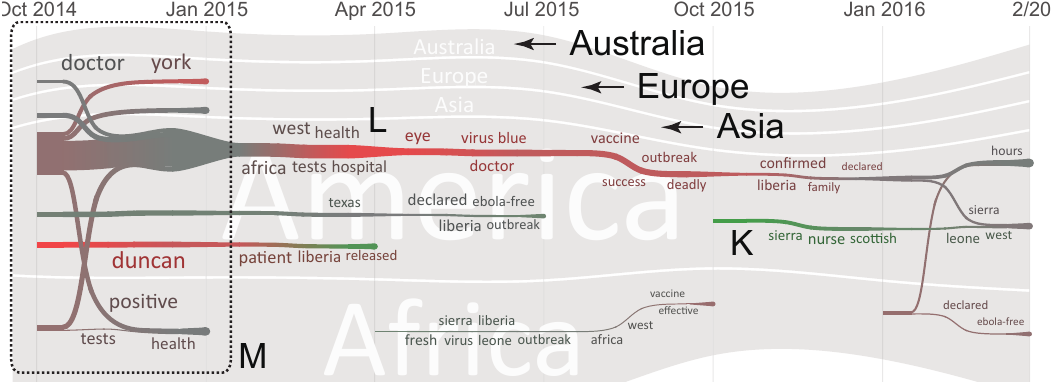 Oct 2014 Jan 2015 Apr 2015 Jul 2015 Oct 2015 Jan 2016 2/20
Australia Australia
doctor york
Europe Europe
Asia Asia
west health L eye virus blue vaccine
africa tests hospital doctor outbreak confirmed declared hours
success deadly liberia family
America
texas declared ebola-free sierra
liberia outbreak K sierra nurse scottish leone west
duncan patient liberia released
positive vaccine declared
effective
Africa
sierra liberia west ebola-free
tests health fresh virus leone outbreak africa
M